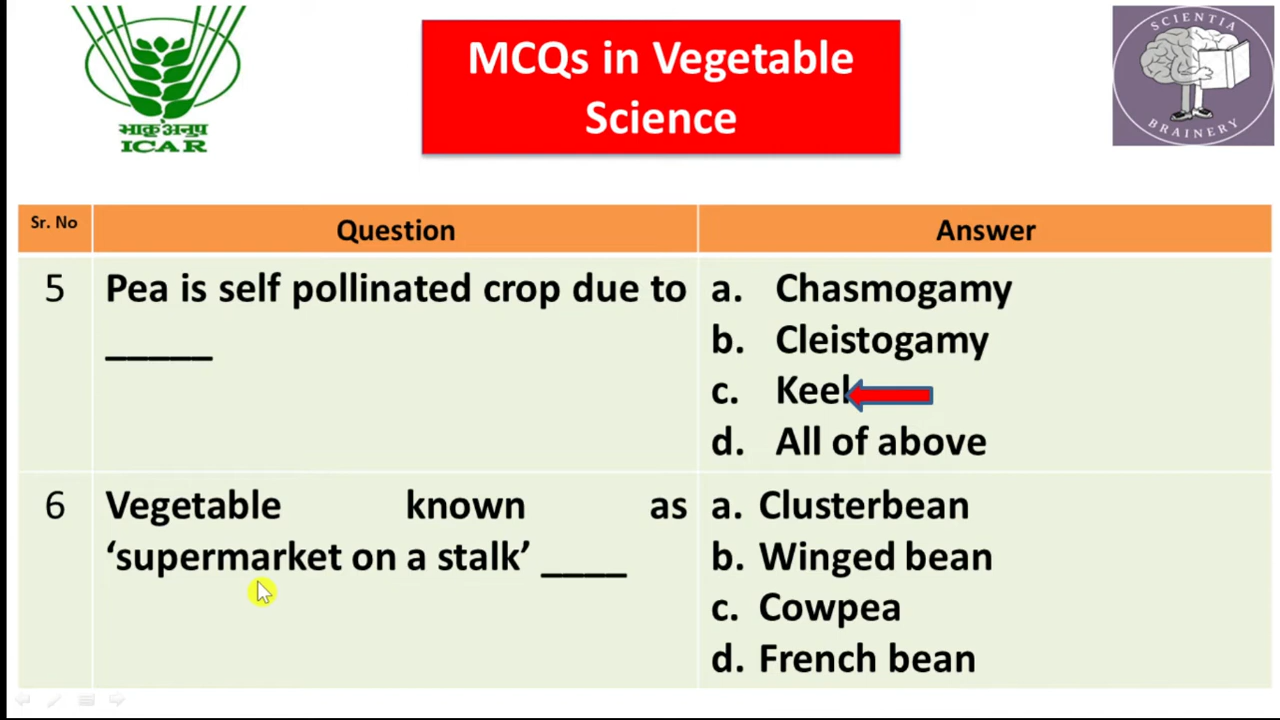 भाकृअनुप
ICAR
MCQs in Vegetable
Science
SCIENTIA
BRAINERY
Sr. No
Question
Answer
5
Pea is self pollinated crop due to
_____
a. Chasmogamy
b. Cleistogamy
c. Keel
d. All of above
6
Vegetable known as
‘supermarket on a stalk’ ____
a. Clusterbean
b. Winged bean
c. Cowpea
d. French bean